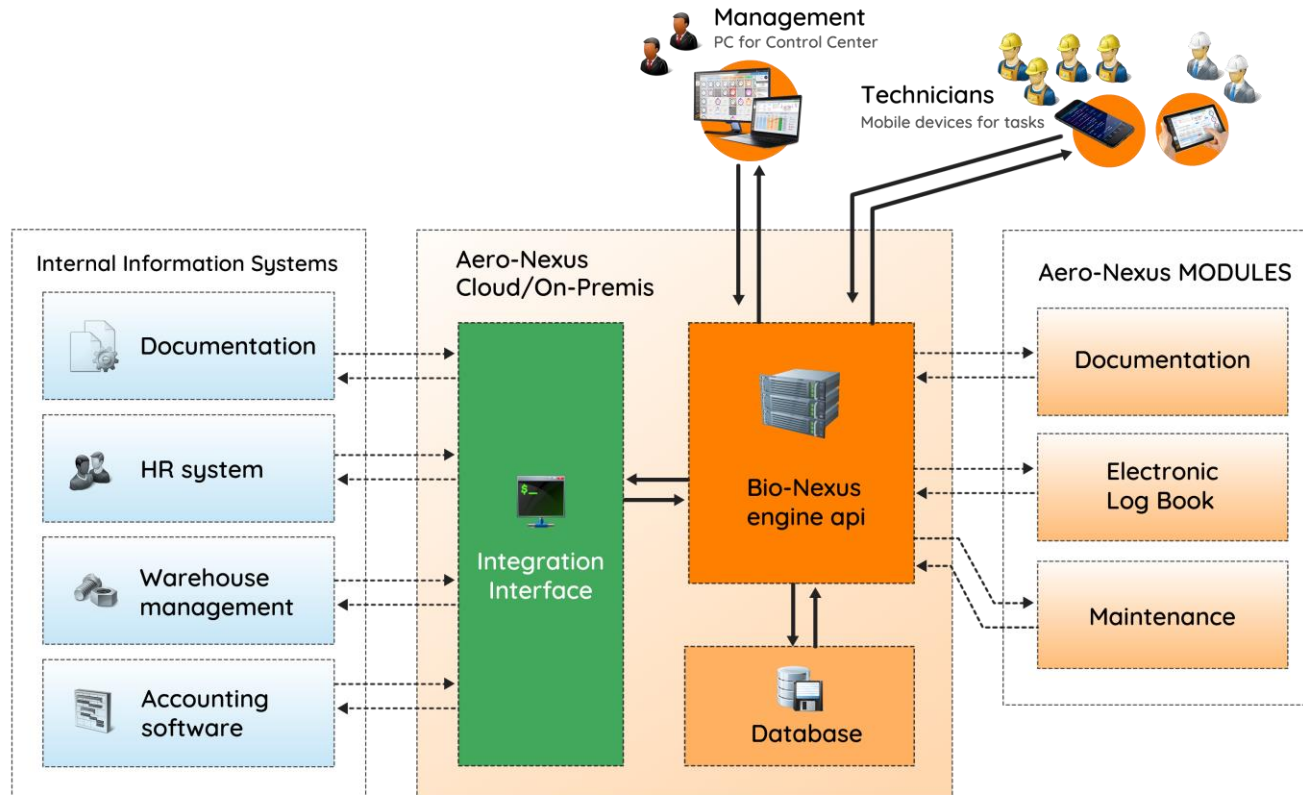 Management
PC for Control Center
Technicians
Mobile devices for tasks
Internal Information Systems
Documentation
HR system
Warehouse
management
Accounting
software
Aero-Nexus
Cloud/On-Premis
$_
Integration
Interface
Bio-Nexus
engine api
Database
Aero-Nexus MODULES
Documentation
Electronic
Log Book
Maintenance